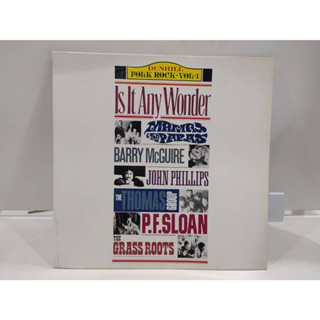 DUNHILL
FOLK ROCK·VOL·1
Is It Any Wonder
MAMAS
& THE PAPAS
BARRY McGUIRE
JOHN PHILLIPS
THE THOMAS GROUP
P.F. SLOAN
THE
GRASS ROOTS